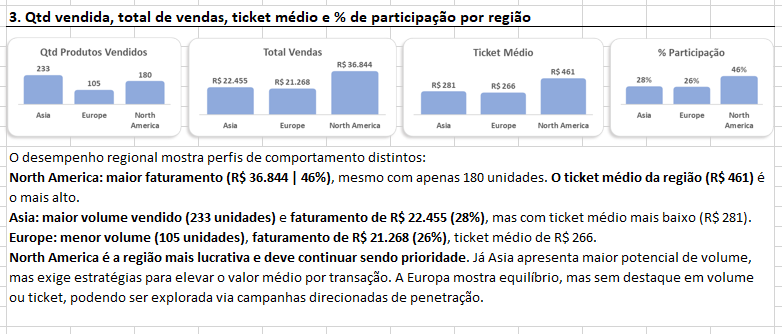 3. Qtd vendida, total de vendas, ticket médio e % de participação por região
Qtd Produtos Vendidos
233
105
180
Asia
Europe
North
America
Total Vendas
R$ 22.455
R$ 21.268
R$ 36.844
Asia
Europe
North America
Ticket Médio
R$ 281
R$ 266
R$ 461
Asia
Europe
North America
% Participação
28%
26%
46%
Asia
Europe
North
America
O desempenho regional mostra perfis de comportamento distintos:
North America: maior faturamento (R$ 36.844 | 46%), mesmo com apenas 180 unidades. O ticket médio da região (R$ 461) é
o mais alto.
Asia: maior volume vendido (233 unidades) e faturamento de R$ 22.455 (28%), mas com ticket médio mais baixo (R$ 281).
Europe: menor volume (105 unidades), faturamento de R$ 21.268 (26%), ticket médio de R$ 266.
North America é a região mais lucrativa e deve continuar sendo prioridade. Já Asia apresenta maior potencial de volume,
mas exige estratégias para elevar o valor médio por transação. A Europa mostra equilíbrio, mas sem destaque em volume
ou ticket, podendo ser explorada via campanhas direcionadas de penetração.